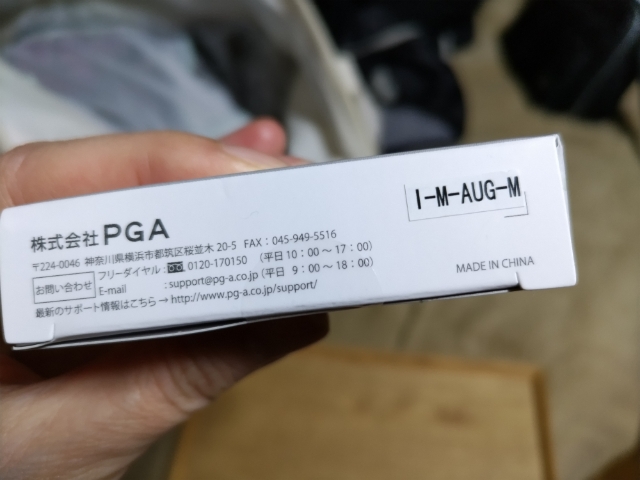 株式会社 PGA
〒224-0046 神奈川県横浜市都筑区桜並木 20-5 FAX：045-949-5516
お問い合わせ
フリーダイヤル： 0120-170150 （平日 10：00～17：00）
E-mail ：support@pg-a.co.jp（平日 9：00～18：00）
最新のサポート情報はこちら→http://www.pg-a.co.jp/support/
I-M-AUG-M
MADE IN CHINA